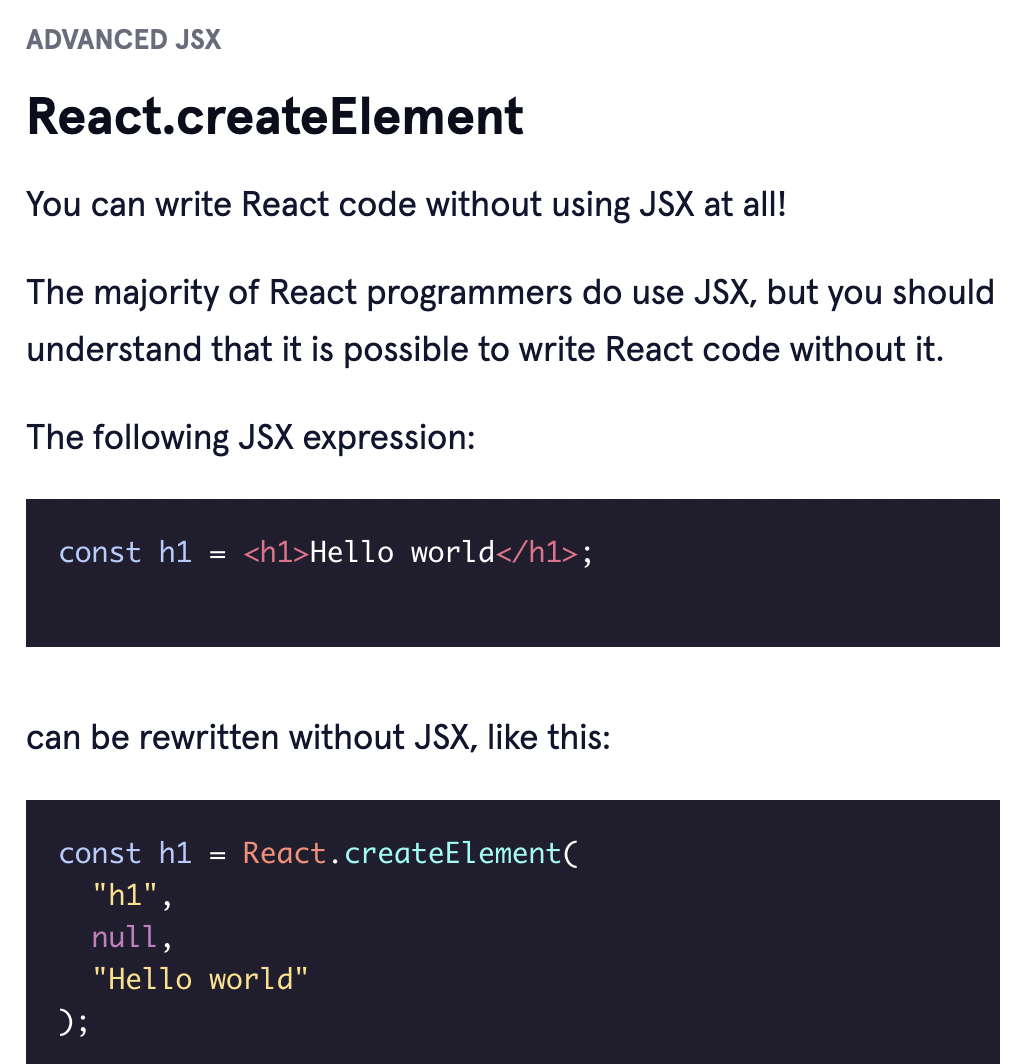 ADVANCED JSX
React.createElement
You can write React code without using JSX at all!
The majority of React programmers do use JSX, but you should
understand that it is possible to write React code without it.
The following JSX expression:
const h1 = <h1>Hello world</h1>;
can be rewritten without JSX, like this:
const h1 = React.createElement(
  "h1",
  null,
  "Hello world"
);